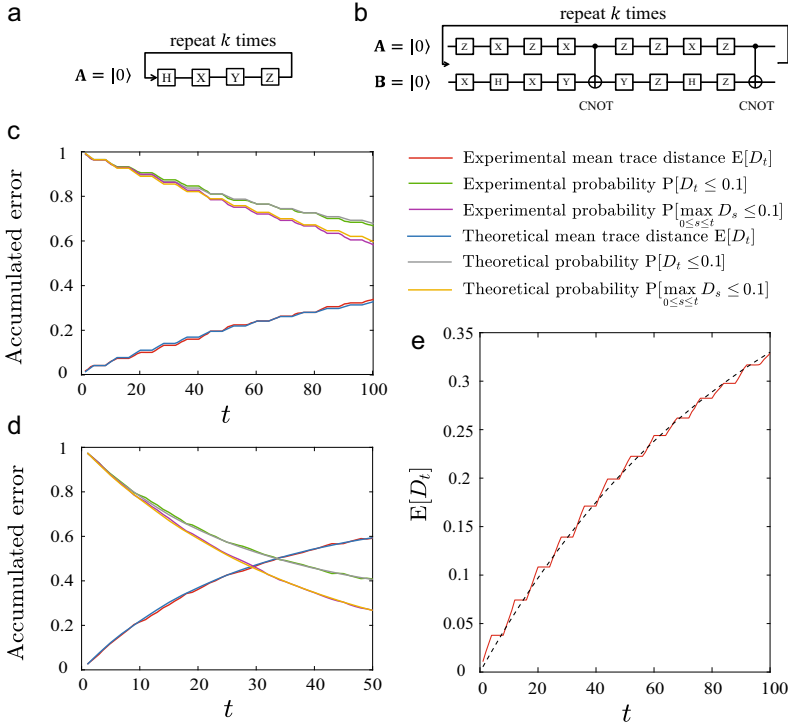 a
repeat k times
A = |0⟩ H X Y Z
b
repeat k times
A = |0⟩ Z X Z X Z Z X Z
B = |0⟩ X H X Y Y Z H Z
CNOT CNOT
c
Accumulated error
1
0.8
0.6
0.4
0.2
0
0 20 40 60 80 100
t
Experimental mean trace distance E[D_t]
Experimental probability P[D_t ≤ 0.1]
Experimental probability P[max_{0≤s≤t} D_s ≤0.1]
Theoretical mean trace distance E[D_t]
Theoretical probability P[D_t ≤0.1]
Theoretical probability P[max_{0≤s≤t} D_s ≤0.1]
d
Accumulated error
1
0.8
0.6
0.4
0.2
0
0 10 20 30 40 50
t
e
E[D_t]
0.35
0.3
0.25
0.2
0.15
0.1
0.05
0
0 20 40 60 80 100
t